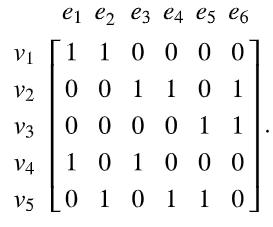 e₁ e₂ e₃ e₄ e₅ e₆
v₁ [1 1 0 0 0 0]
v₂ [0 0 1 1 0 1]
v₃ [0 0 0 0 1 1]
v₄ [1 0 1 0 0 0]
v₅ [0 1 0 1 1 0].